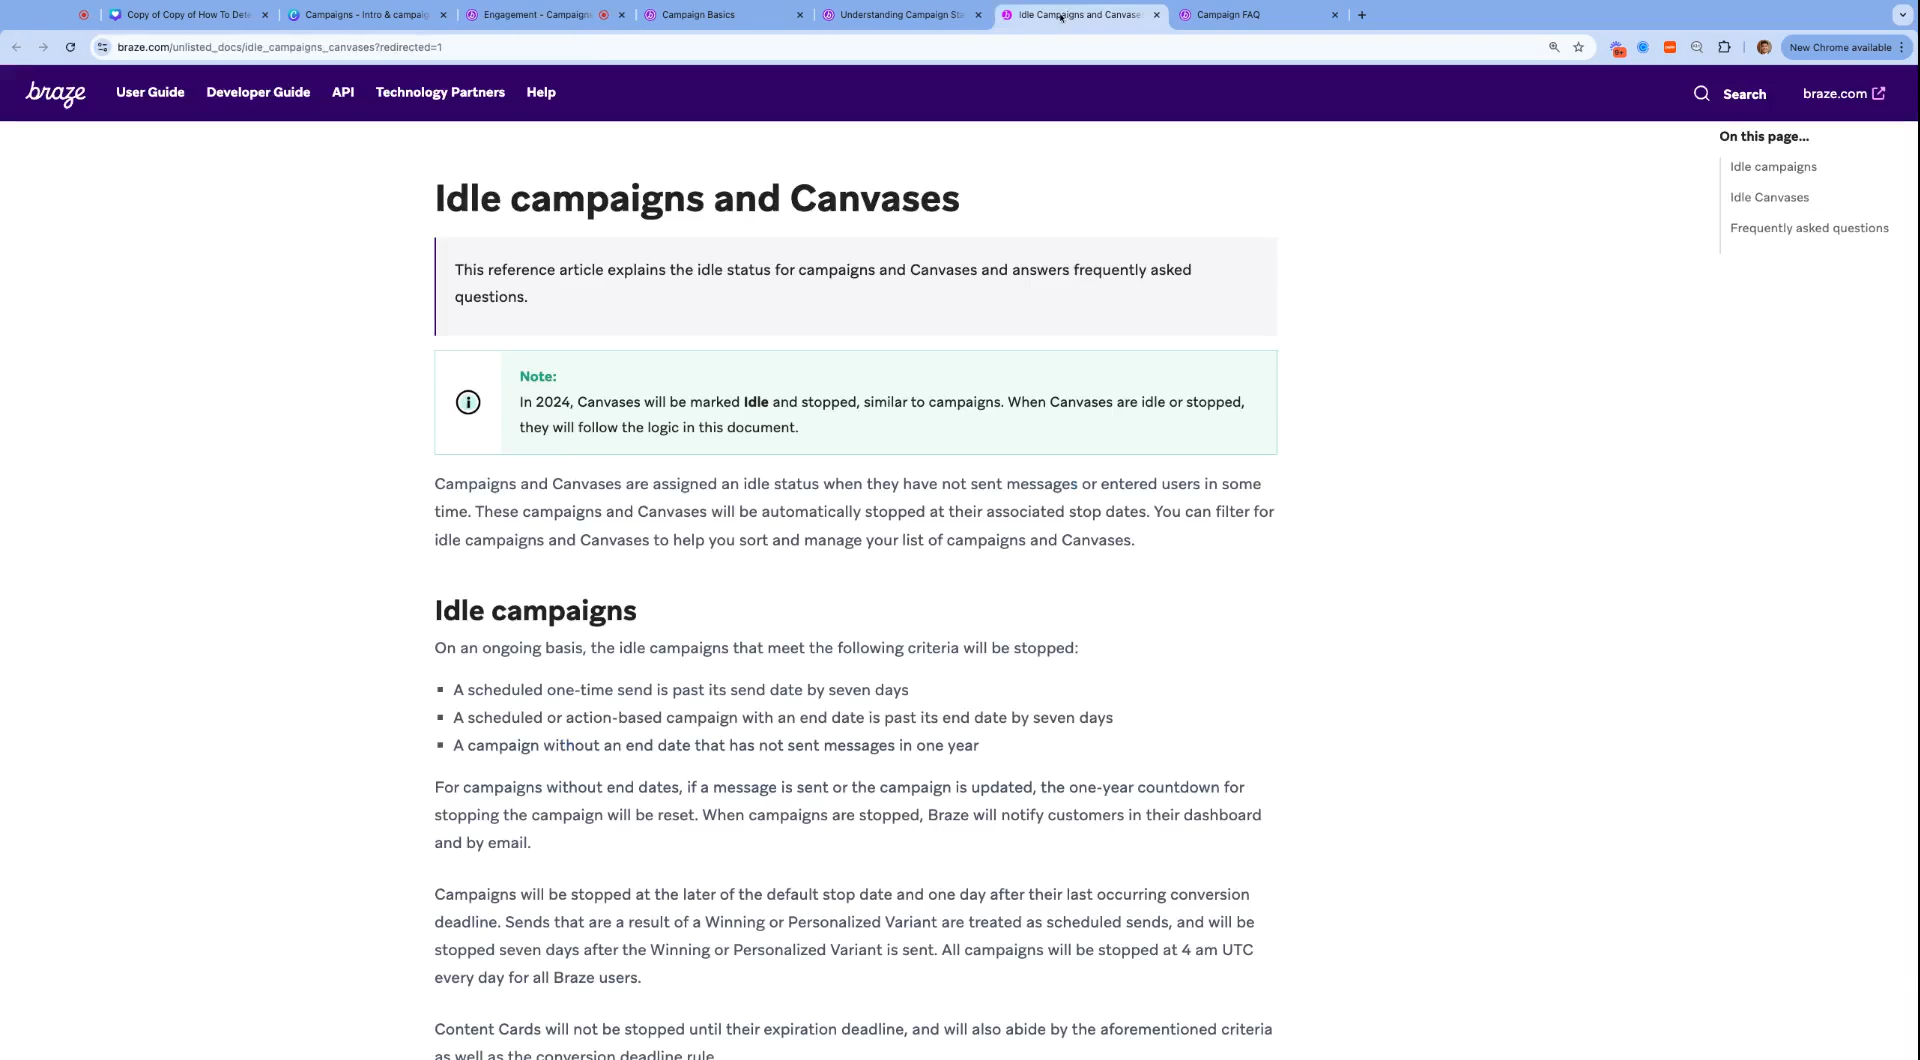 Copy of Copy of How To Dete
Campaigns - Intro & campaig
Engagement - Campaigns
Campaign Basics
Understanding Campaign Sta
Idle Campaigns and Canvase
Campaign FAQ
braze.com/unlisted_docs/idle_campaigns_canvases?redirected=1
9+
New Chrome available
braze
User Guide
Developer Guide
API
Technology Partners
Help
Search
braze.com
On this page...
Idle campaigns
Idle Canvases
Frequently asked questions
Idle campaigns and Canvases
This reference article explains the idle status for campaigns and Canvases and answers frequently asked
questions.
Note:
In 2024, Canvases will be marked Idle and stopped, similar to campaigns. When Canvases are idle or stopped,
they will follow the logic in this document.
Campaigns and Canvases are assigned an idle status when they have not sent messages or entered users in some
time. These campaigns and Canvases will be automatically stopped at their associated stop dates. You can filter for
idle campaigns and Canvases to help you sort and manage your list of campaigns and Canvases.
Idle campaigns
On an ongoing basis, the idle campaigns that meet the following criteria will be stopped:
▪ A scheduled one-time send is past its send date by seven days
▪ A scheduled or action-based campaign with an end date is past its end date by seven days
▪ A campaign without an end date that has not sent messages in one year
For campaigns without end dates, if a message is sent or the campaign is updated, the one-year countdown for
stopping the campaign will be reset. When campaigns are stopped, Braze will notify customers in their dashboard
and by email.
Campaigns will be stopped at the later of the default stop date and one day after their last occurring conversion
deadline. Sends that are a result of a Winning or Personalized Variant are treated as scheduled sends, and will be
stopped seven days after the Winning or Personalized Variant is sent. All campaigns will be stopped at 4 am UTC
every day for all Braze users.
Content Cards will not be stopped until their expiration deadline, and will also abide by the aforementioned criteria
as well as the conversion deadline rule.